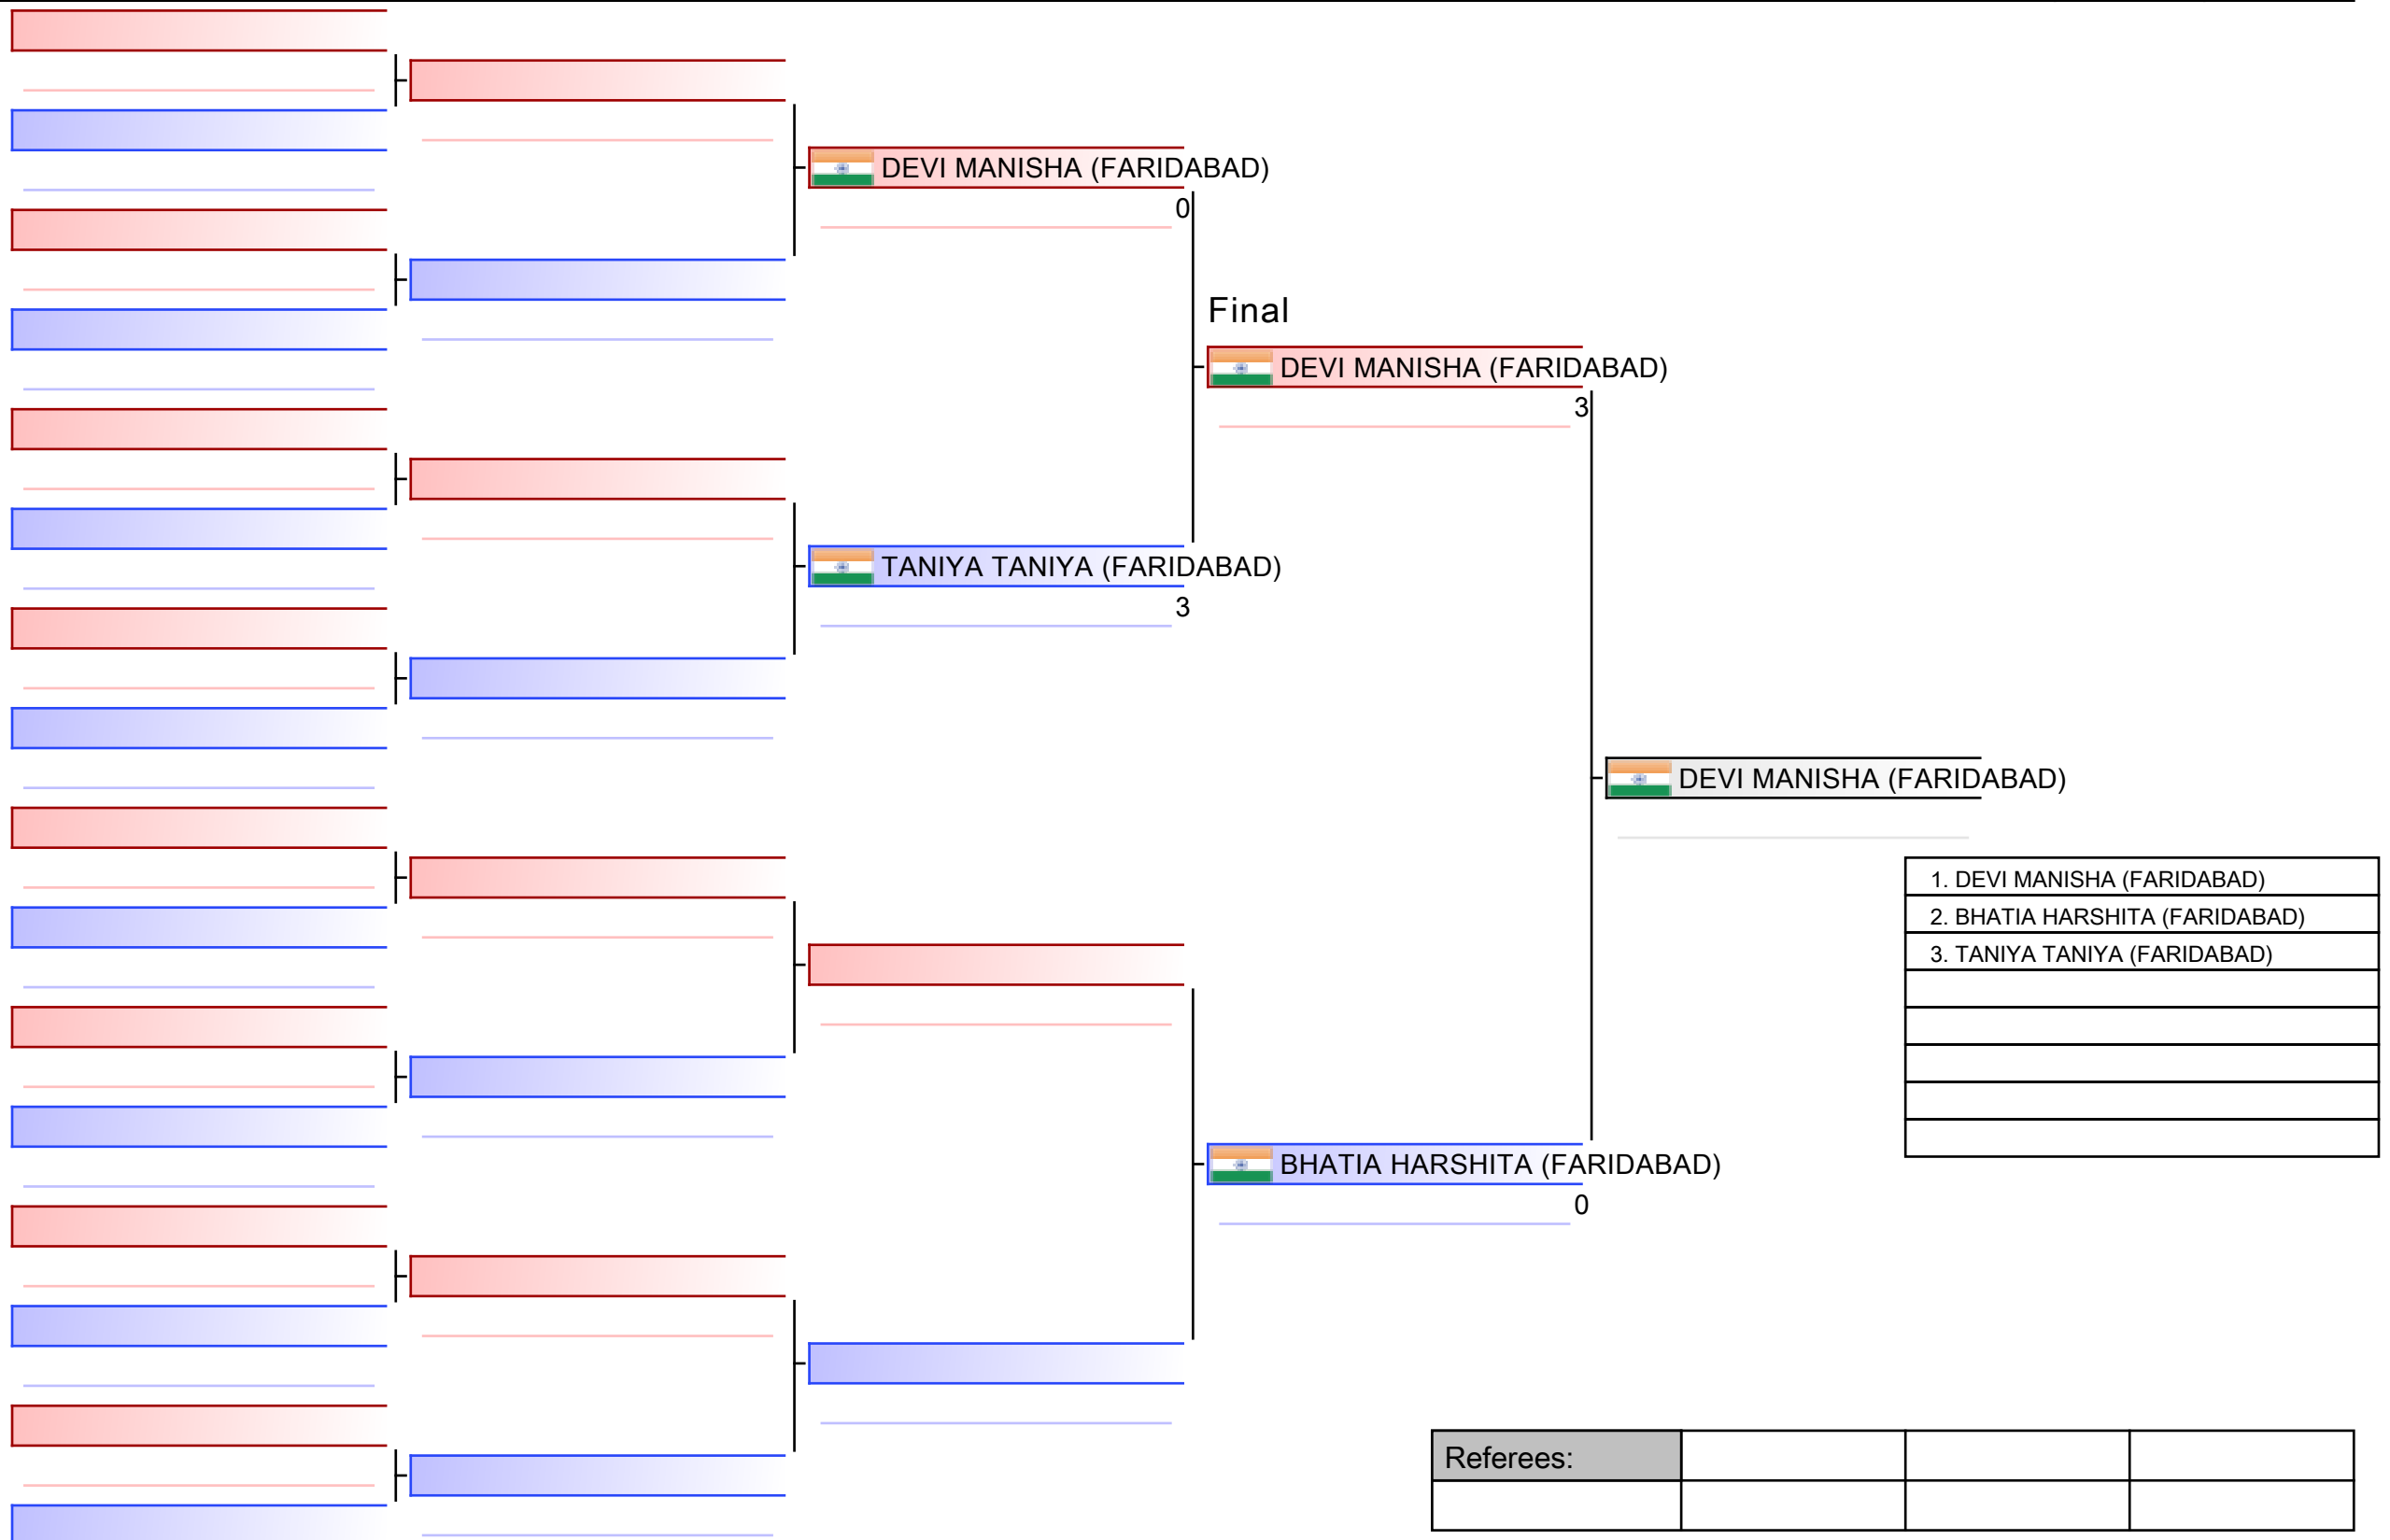 DEVI MANISHA (FARIDABAD)
0
Final
DEVI MANISHA (FARIDABAD)
3
TANIYA TANIYA (FARIDABAD)
3
DEVI MANISHA (FARIDABAD)
1. DEVI MANISHA (FARIDABAD)
2. BHATIA HARSHITA (FARIDABAD)
3. TANIYA TANIYA (FARIDABAD)
BHATIA HARSHITA (FARIDABAD)
0
Referees: